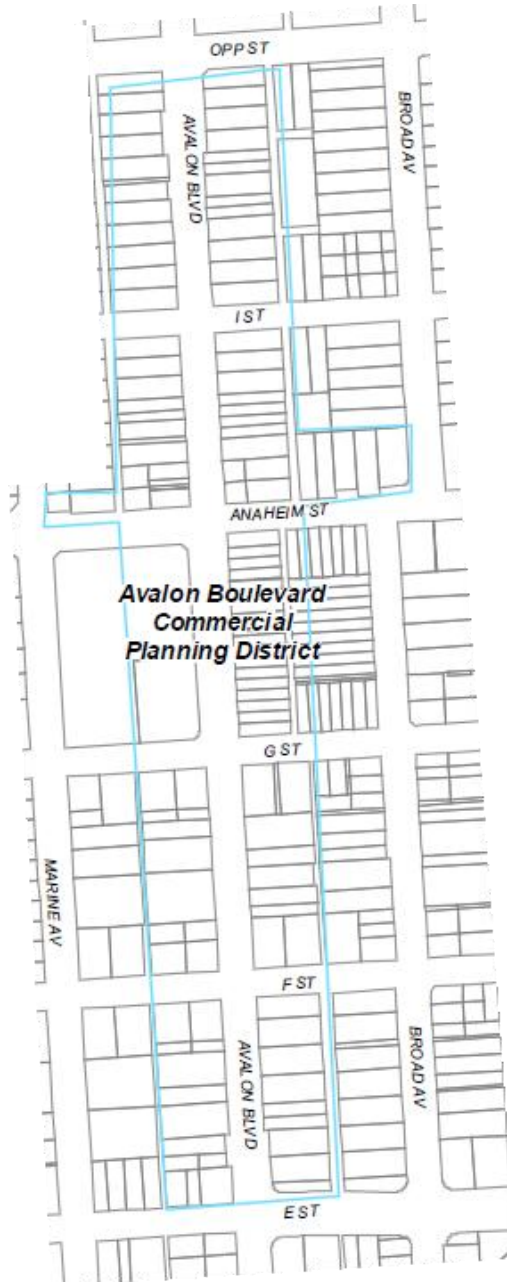 OPP ST
BROAD AV
AVALON BLVD
I ST
ANAHEIM ST
Avalon Boulevard
Commercial
Planning District
G ST
MARINE AV
F ST
AVALON BLVD
BROAD AV
E ST